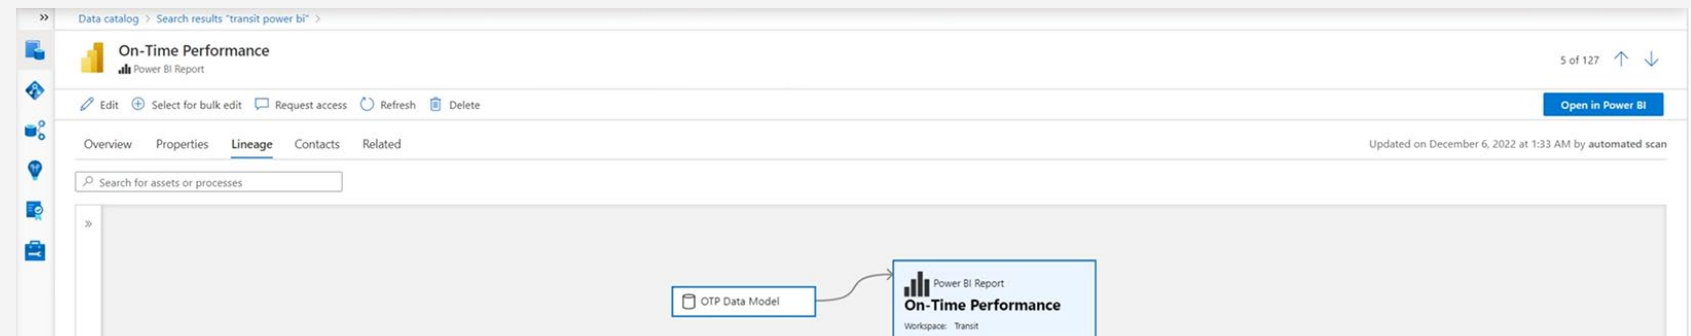 Data catalog > Search results "transit power bi" >
On-Time Performance
Power BI Report
5 of 127
Edit Select for bulk edit Request access Refresh Delete
Open in Power BI
Overview Properties Lineage Contacts Related
Updated on December 6, 2022 at 1:33 AM by automated scan
Search for assets or processes
OTP Data Model
Power BI Report
On-Time Performance
Workspace: Transit